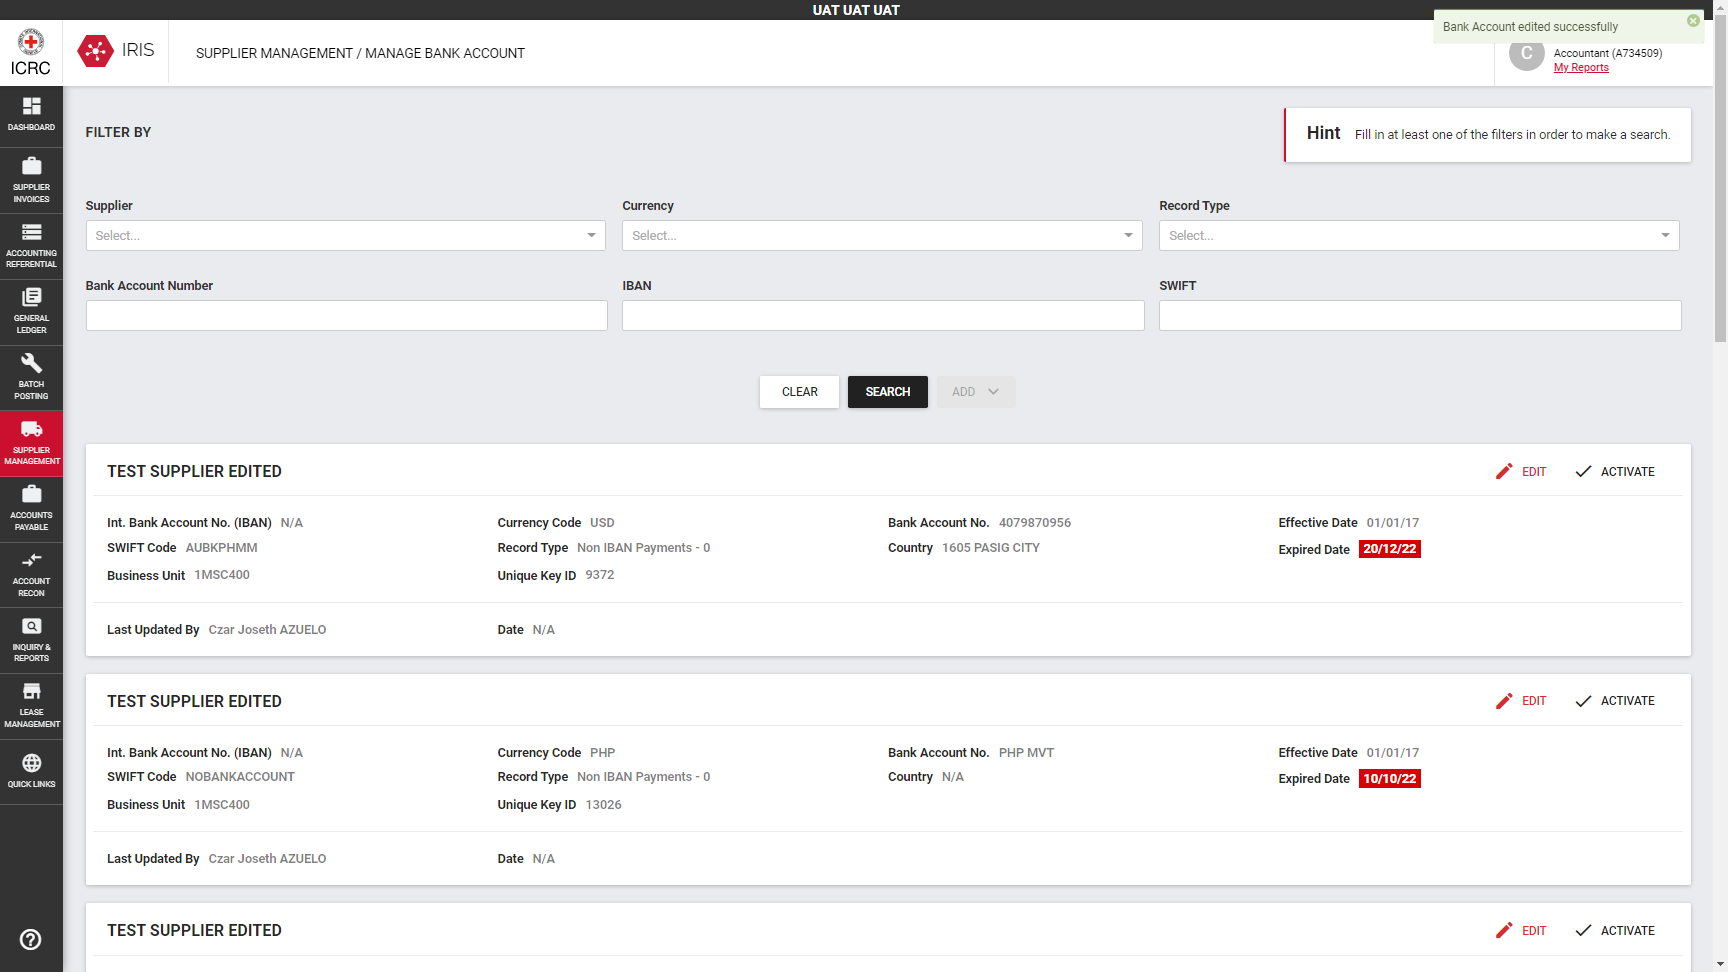 UAT UAT UAT
Bank Account edited successfully
ICRC
IRIS
SUPPLIER MANAGEMENT / MANAGE BANK ACCOUNT
C
Accountant (A734509)
My Reports
DASHBOARD
SUPPLIER
INVOICES
ACCOUNTING
REFERENTIAL
GENERAL
LEDGER
BATCH
POSTING
SUPPLIER
MANAGEMENT
ACCOUNTS
PAYABLE
ACCOUNT
RECON
INQUIRY &
REPORTS
LEASE
MANAGEMENT
QUICK LINKS
FILTER BY
Hint Fill in at least one of the filters in order to make a search.
Supplier Currency Record Type
Select... Select... Select...
Bank Account Number IBAN SWIFT
CLEAR SEARCH ADD
TEST SUPPLIER EDITED EDIT ACTIVATE
Int. Bank Account No. (IBAN) N/A Currency Code USD Bank Account No. 4079870956 Effective Date 01/01/17
SWIFT Code AUBKPHMM Record Type Non IBAN Payments - 0 Country 1605 PASIG CITY Expired Date 20/12/22
Business Unit 1MSC400 Unique Key ID 9372
Last Updated By Czar Joseth AZUELO Date N/A
TEST SUPPLIER EDITED EDIT ACTIVATE
Int. Bank Account No. (IBAN) N/A Currency Code PHP Bank Account No. PHP MVT Effective Date 01/01/17
SWIFT Code NOBANKACCOUNT Record Type Non IBAN Payments - 0 Country N/A Expired Date 10/10/22
Business Unit 1MSC400 Unique Key ID 13026
Last Updated By Czar Joseth AZUELO Date N/A
TEST SUPPLIER EDITED EDIT ACTIVATE